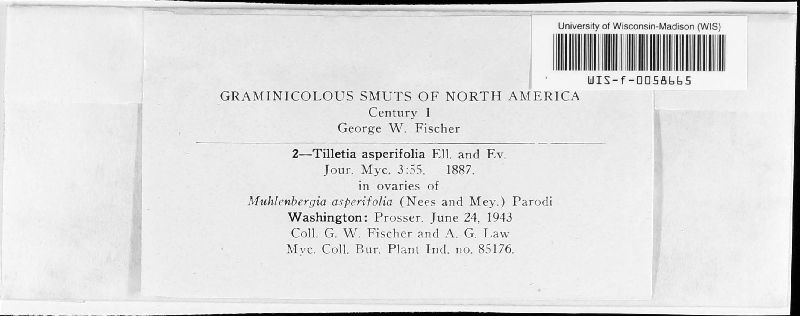 University of Wisconsin-Madison (WIS)
WIS-f-0058665
GRAMINICOLOUS SMUTS OF NORTH AMERICA
Century I
George W. Fischer
2—Tilletia asperifolia Ell. and Ev.
Jour. Myc. 3:55. 1887.
in ovaries of
Muhlenbergia asperifolia (Nees and Mey.) Parodi
Washington: Prosser. June 24, 1943
Coll. G. W. Fischer and A. G. Law
Myc. Coll. Bur. Plant Ind. no. 85176.